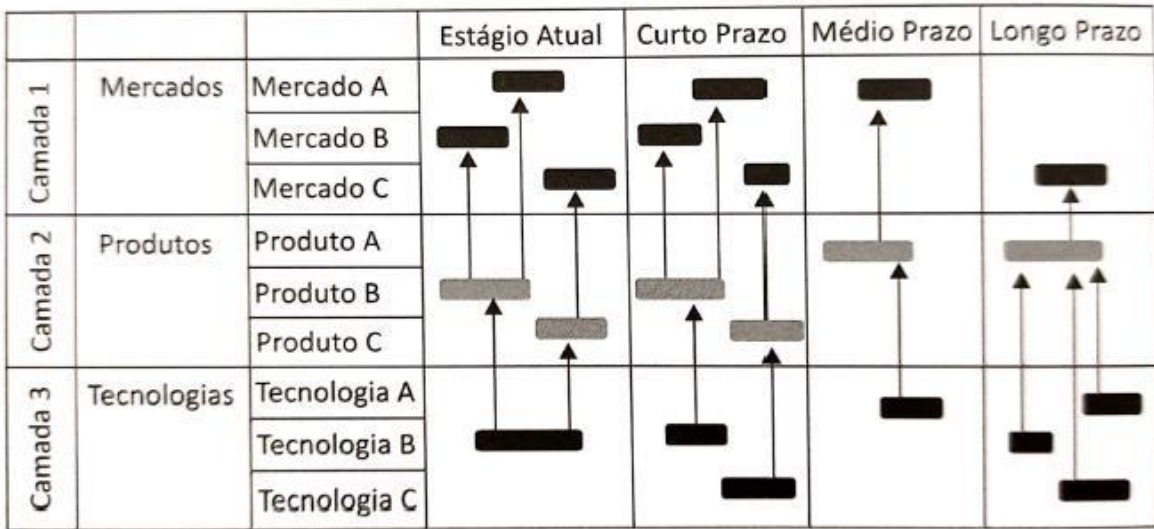 Estágio Atual
Curto Prazo
Médio Prazo
Longo Prazo
Camada 1
Mercados
Mercado A
Mercado B
Mercado C
Camada 2
Produtos
Produto A
Produto B
Produto C
Camada 3
Tecnologias
Tecnologia A
Tecnologia B
Tecnologia C